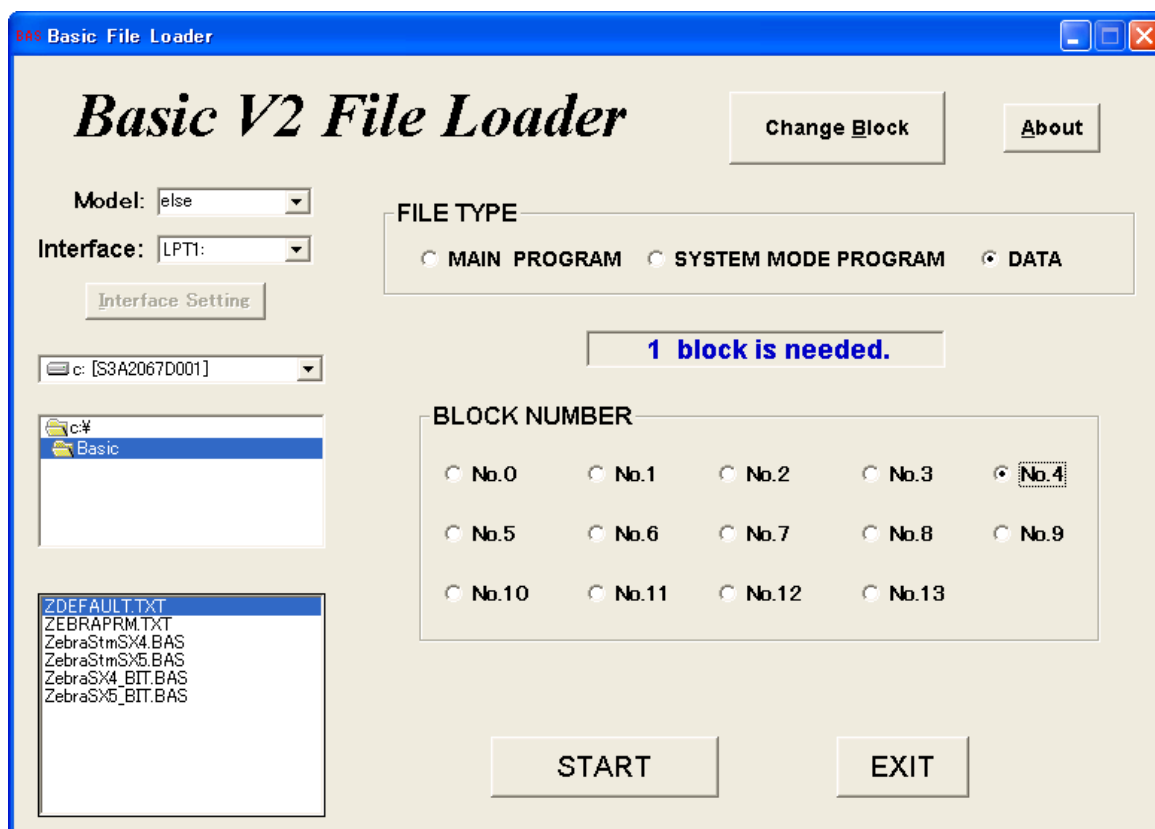 BAS Basic File Loader
Basic V2 File Loader
Change Block
About
Model: else
Interface: LPT1:
Interface Setting
c: [S3A2067D001]
c:¥
Basic
ZDEFAULT.TXT
ZEBRAPRM.TXT
ZebraStmSX4.BAS
ZebraStmSX5.BAS
ZebraSX4_BIT.BAS
ZebraSX5_BIT.BAS
FILE TYPE
MAIN PROGRAM SYSTEM MODE PROGRAM DATA
1 block is needed.
BLOCK NUMBER
No.0 No.1 No.2 No.3 No.4
No.5 No.6 No.7 No.8 No.9
No.10 No.11 No.12 No.13
START EXIT